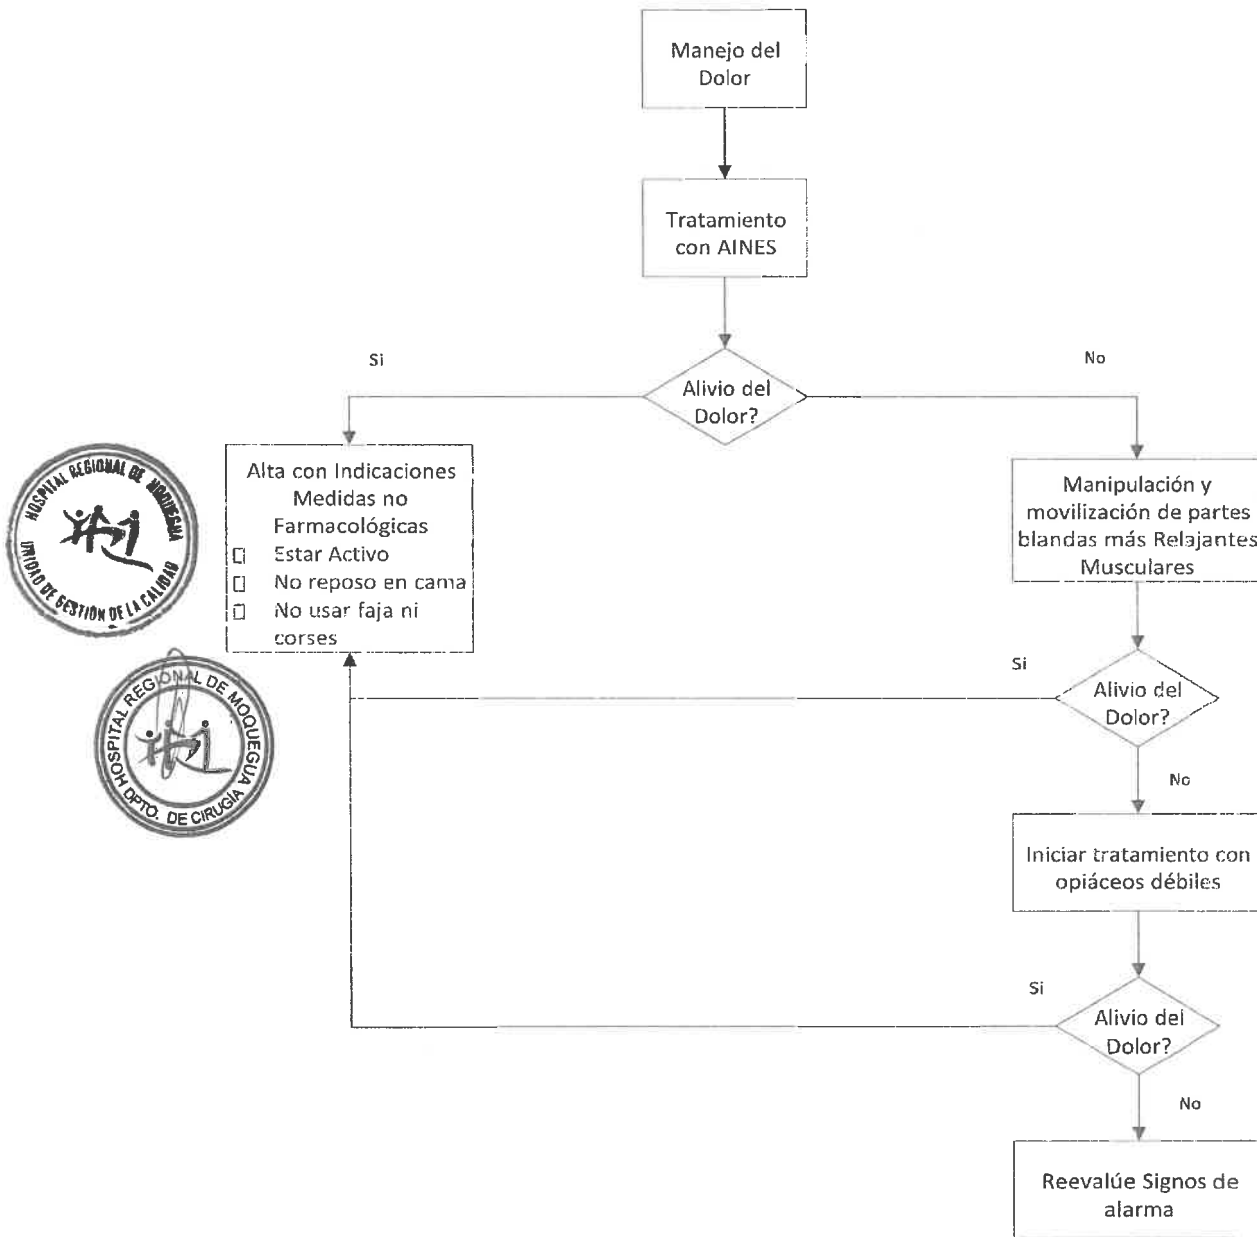 Manejo del
Dolor
Tratamiento
con AINES
Si
No
Alivio del
Dolor?
Alta con Indicaciones
Medidas no
Farmacológicas
Estar Activo
No reposo en cama
No usar faja ni
corses
HOSPITAL REGIONAL DE MOQUEGUA
UNIDAD DE GESTIÓN DE LA CALIDAD
Manipulación y
movilización de partes
blandas más Relajantes
Musculares
HOSPITAL REGIONAL DE MOQUEGUA
DPTO. DE CIRUGÍA
Si
Alivio del
Dolor?
No
Iniciar tratamiento con
opiáceos débiles
Si
Alivio del
Dolor?
No
Reevalúe Signos de
alarma